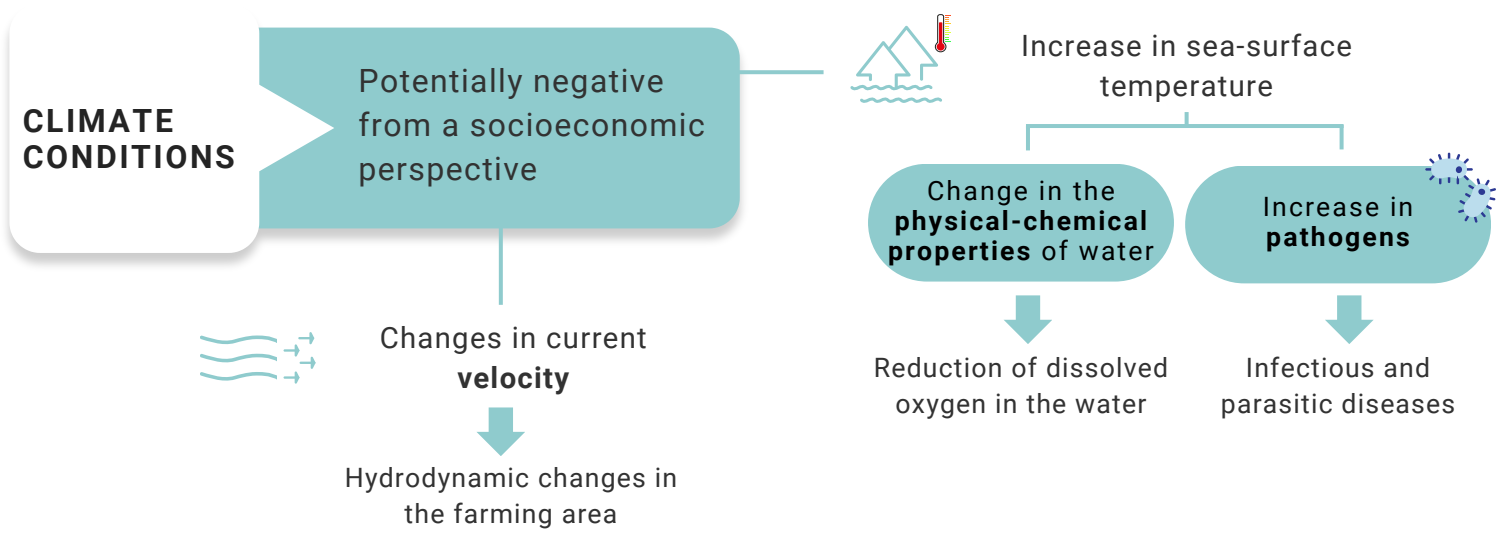 CLIMATE
CONDITIONS
Potentially negative
from a socioeconomic
perspective
Increase in sea-surface
temperature
Change in the
physical-chemical
properties of water
Increase in
pathogens
Reduction of dissolved
oxygen in the water
Infectious and
parasitic diseases
Changes in current
velocity
Hydrodynamic changes in
the farming area